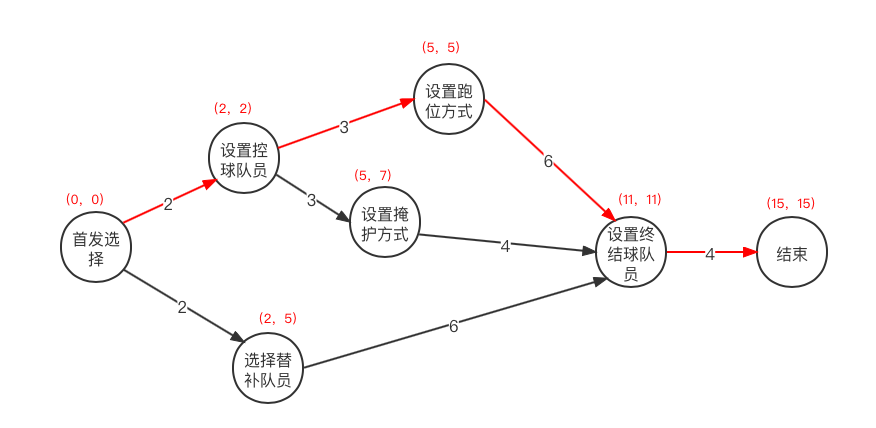 (5, 5)
设置跑
位方式
(2, 2)
设置控
球队员
3
6
(5, 7)
设置掩
护方式
3
(0, 0)
首发选
择
2
(11, 11)
设置终
结球队
员
4
4
(15, 15)
结束
2
(2, 5)
选择替
补队员
6